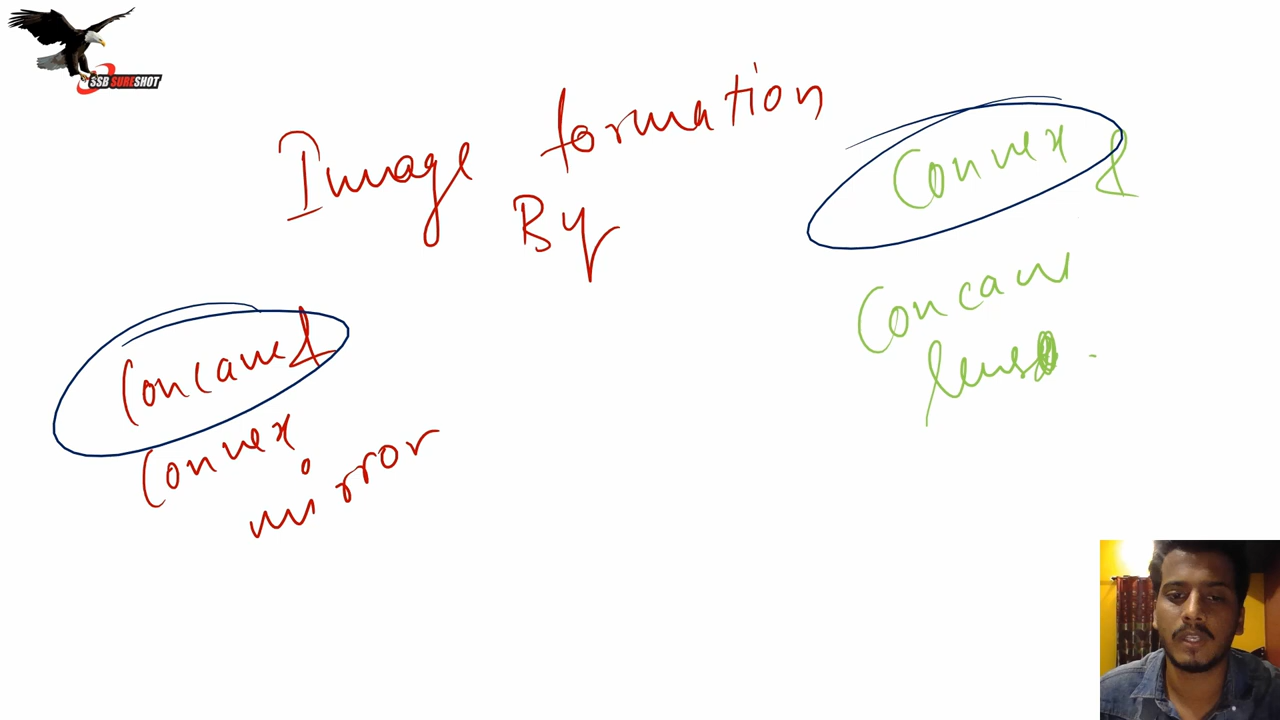 SSB SURESHOT
Image formation
By
Convex &
Concave
lens
Concave &
Convex
mirror